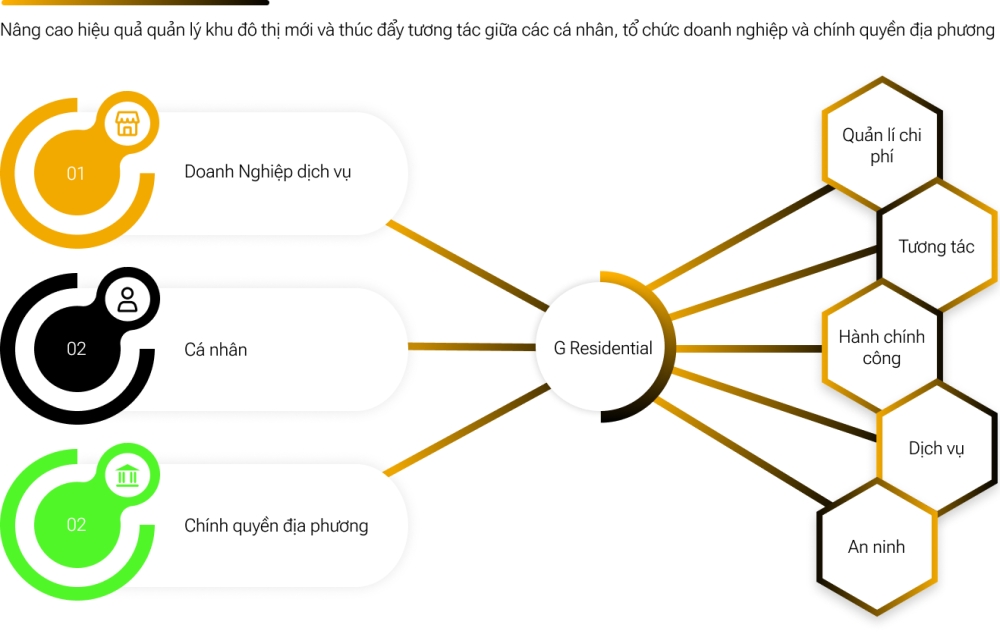 Nâng cao hiệu quả quản lý khu đô thị mới và thúc đẩy tương tác giữa các cá nhân, tổ chức doanh nghiệp và chính quyền địa phương
01
Doanh Nghiệp dịch vụ
02
Cá nhân
02
Chính quyền địa phương
G Residential
Quản lí chi
phí
Tương tác
Hành chính
công
Dịch vụ
An ninh